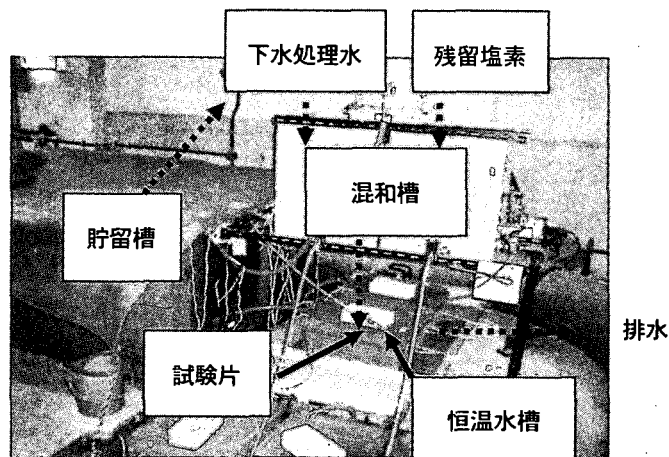 下水処理水
残留塩素
混和槽
貯留槽
排水
試験片
恒温水槽